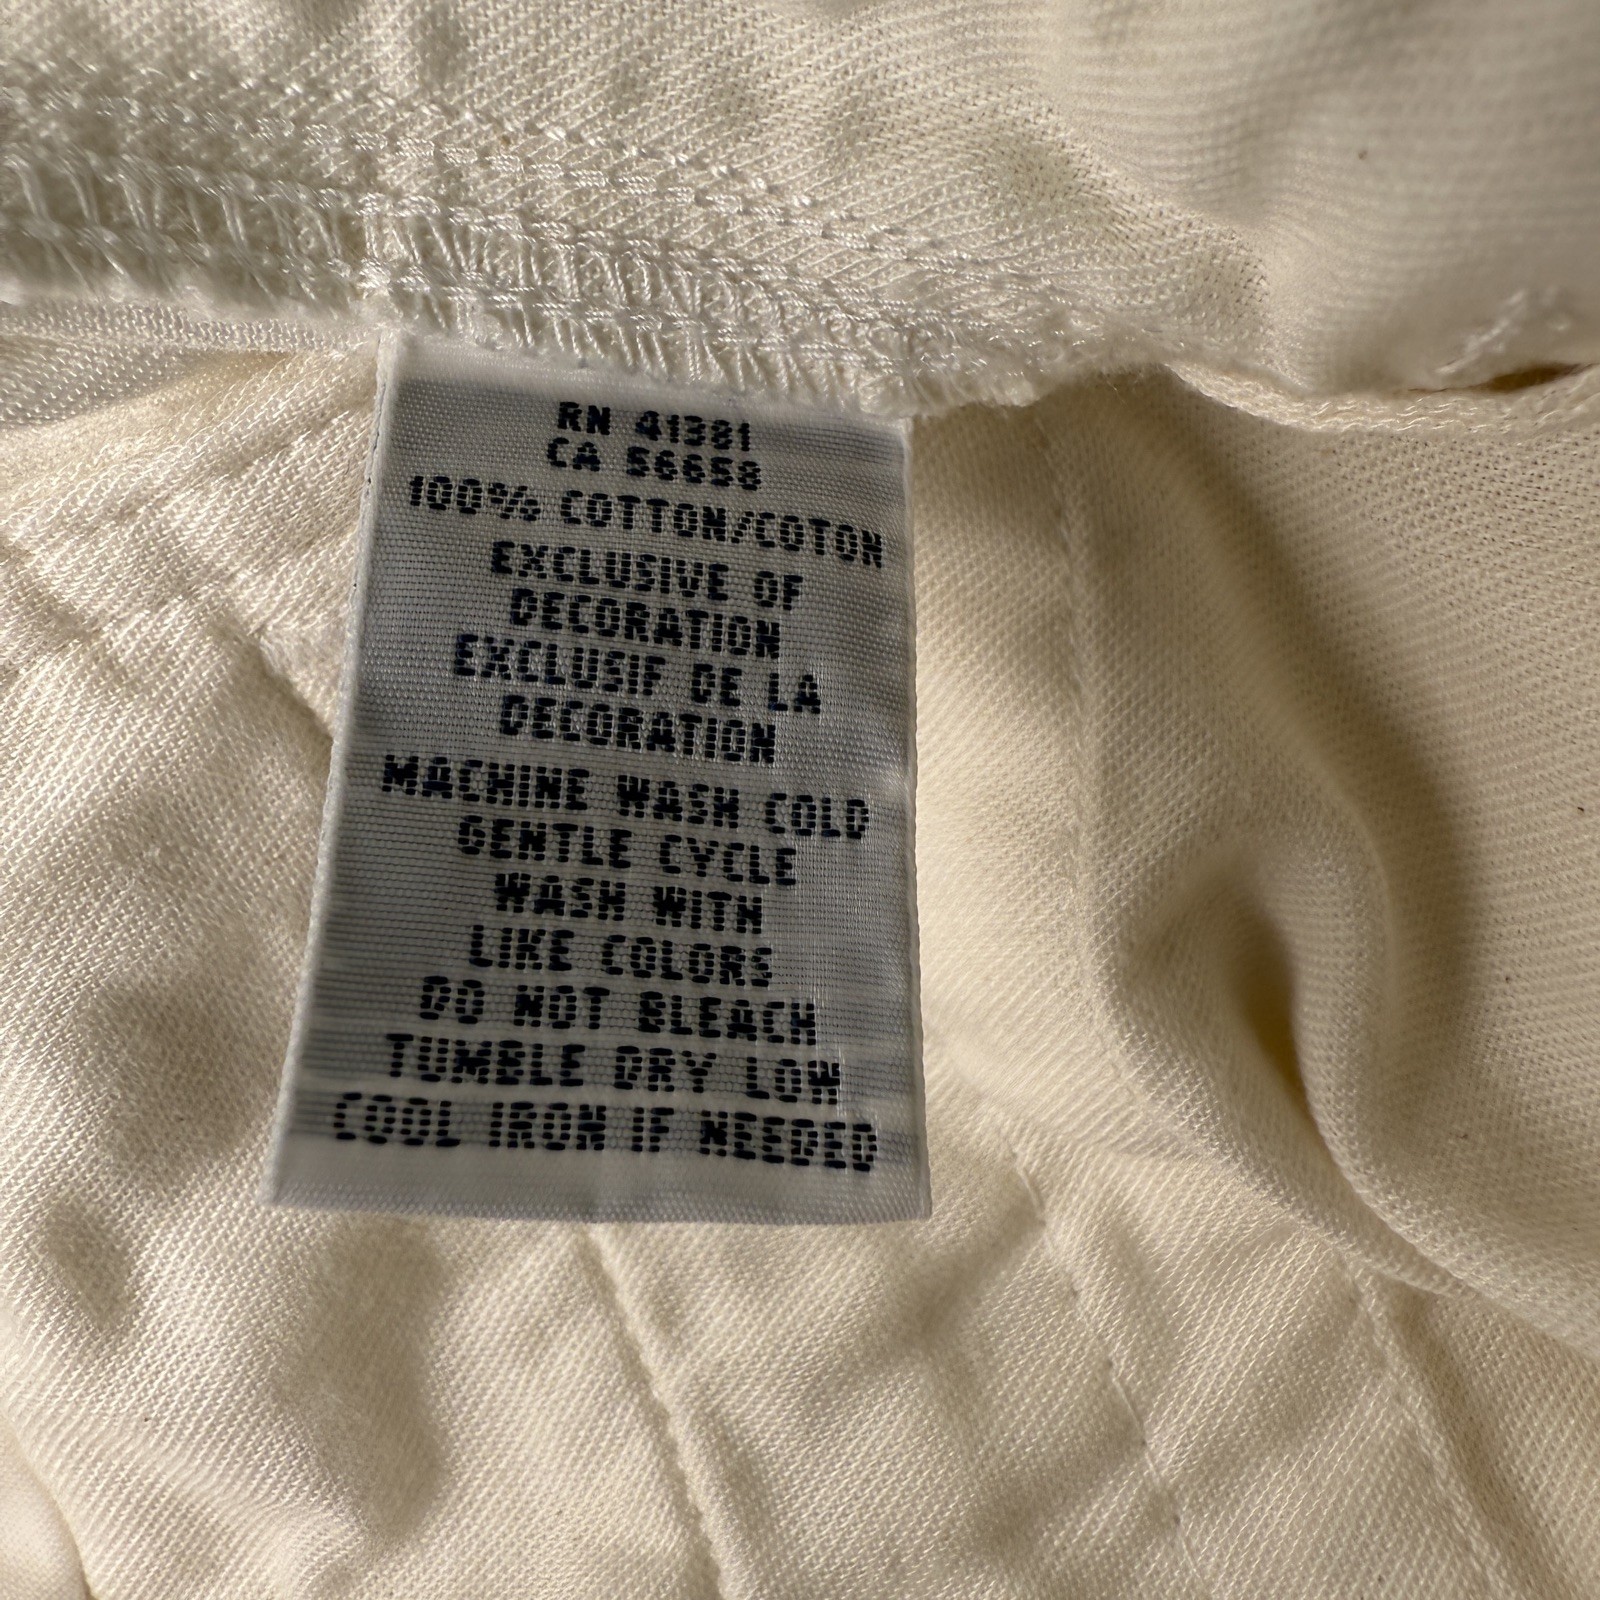 RN 41381
CA 56658
100% COTTON/COTON
EXCLUSIVE OF
DECORATION
EXCLUSIF DE LA
DECORATION
MACHINE WASH COLD
GENTLE CYCLE
WASH WITH
LIKE COLORS
DO NOT BLEACH
TUMBLE DRY LOW
COOL IRON IF NEEDED